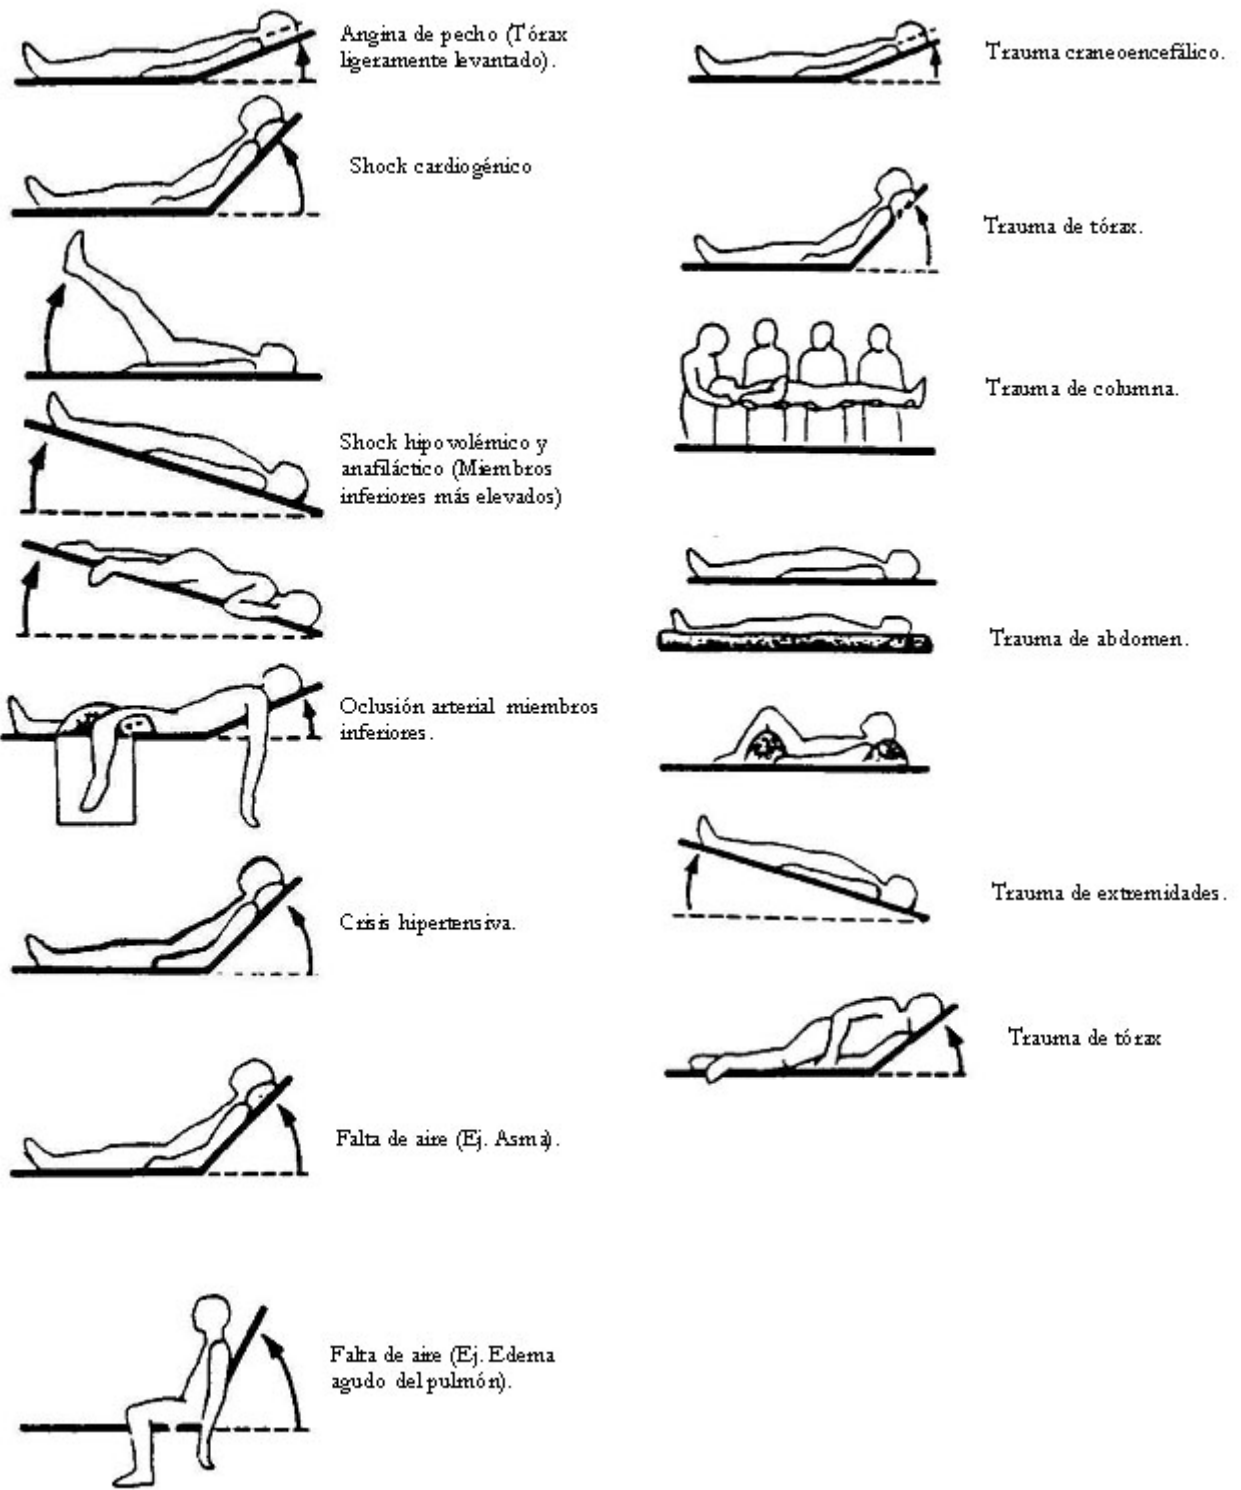 Angina de pecho (Tórax
ligeramente levantado).
Shock cardiogénico
Shock hipovolémico y
anafiláctico (Miembros
inferiores más elevados)
Oclusión arterial miembros
inferiores.
Crisis hipertensiva.
Falta de aire (Ej. Asma).
Falta de aire (Ej. Edema
agudo del pulmón).
Trauma craneoencefálico.
Trauma de tórax.
Trauma de columna.
Trauma de abdomen.
Trauma de extremidades.
Trauma de tórax